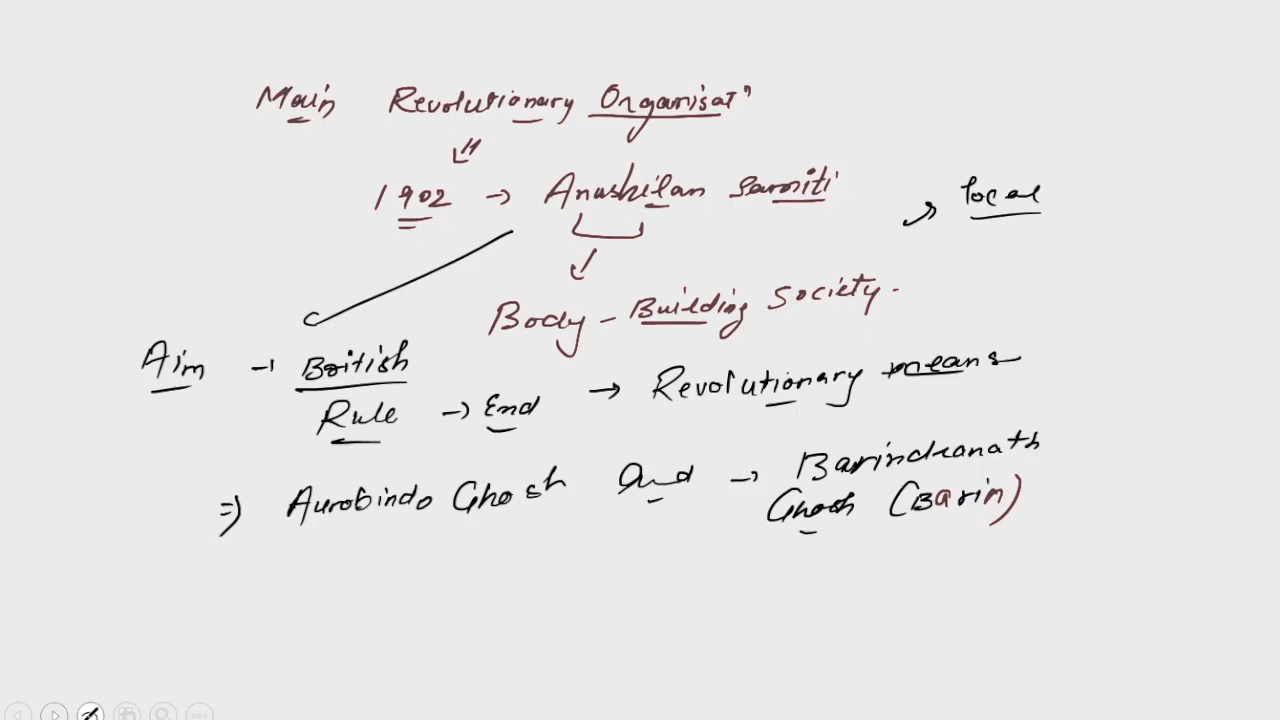 Main Revolutionary Organisat'
1902 → Anushilan Samiti
local
Body - Building Society.
Aim → British Rule → End → Revolutionary means
⇒ Aurobindo Ghosh And → Barindranath
Ghosh (Barin)